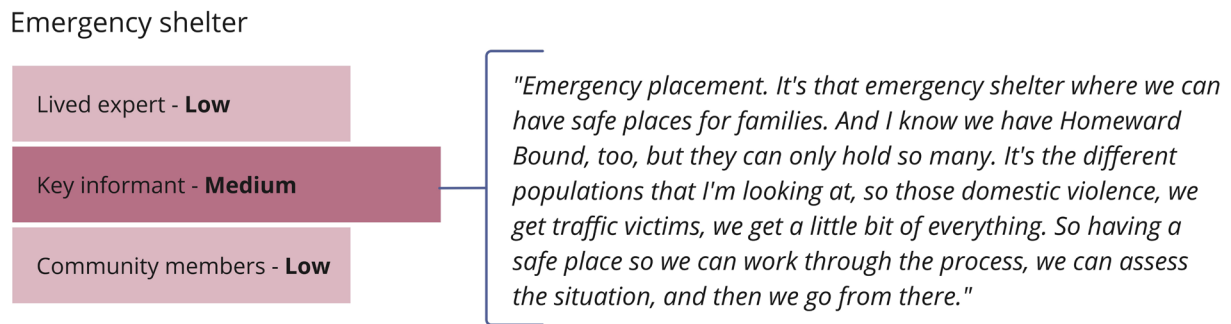 Emergency shelter
Lived expert - Low
Key informant - Medium
Community members - Low
"Emergency placement. It's that emergency shelter where we can
have safe places for families. And I know we have Homeward
Bound, too, but they can only hold so many. It's the different
populations that I'm looking at, so those domestic violence, we
get traffic victims, we get a little bit of everything. So having a
safe place so we can work through the process, we can assess
the situation, and then we go from there."